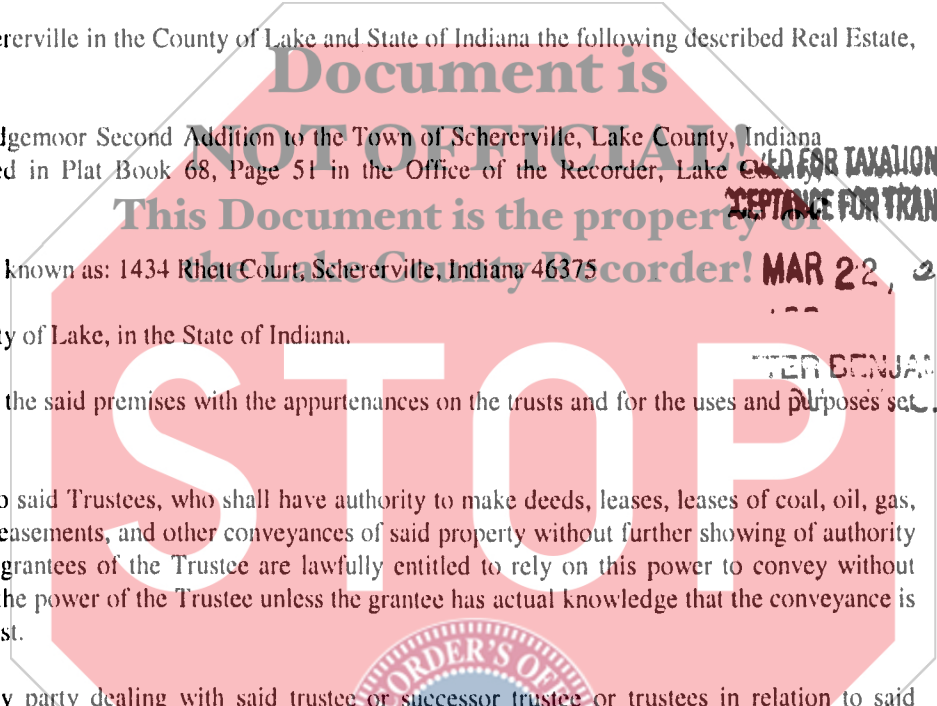 ererville in the County of Lake and State of Indiana the following described Real Estate,
Document is
dgemoor Second Addition to the Town of Schererville, Lake County, Indiana
NOT OFFICIAL!
ed in Plat Book 68, Page 51 in the Office of the Recorder, Lake County,
FOR TAXATION
CEPTANCE FOR TRAN
This Document is the property of
the Lake County Recorder!
known as: 1434 Rhett Court, Schererville, Indiana 46375
MAR 22, 2
ty of Lake, in the State of Indiana.
STOP
TER BENJAM
the said premises with the appurtenances on the trusts and for the uses and purposes set
o said Trustees, who shall have authority to make deeds, leases, leases of coal, oil, gas,
easements, and other conveyances of said property without further showing of authority
grantees of the Trustee are lawfully entitled to rely on this power to convey without
he power of the Trustee unless the grantee has actual knowledge that the conveyance is
st.
ORDER'S OF
y party dealing with said trustee or successor trustee or trustees in relation to said